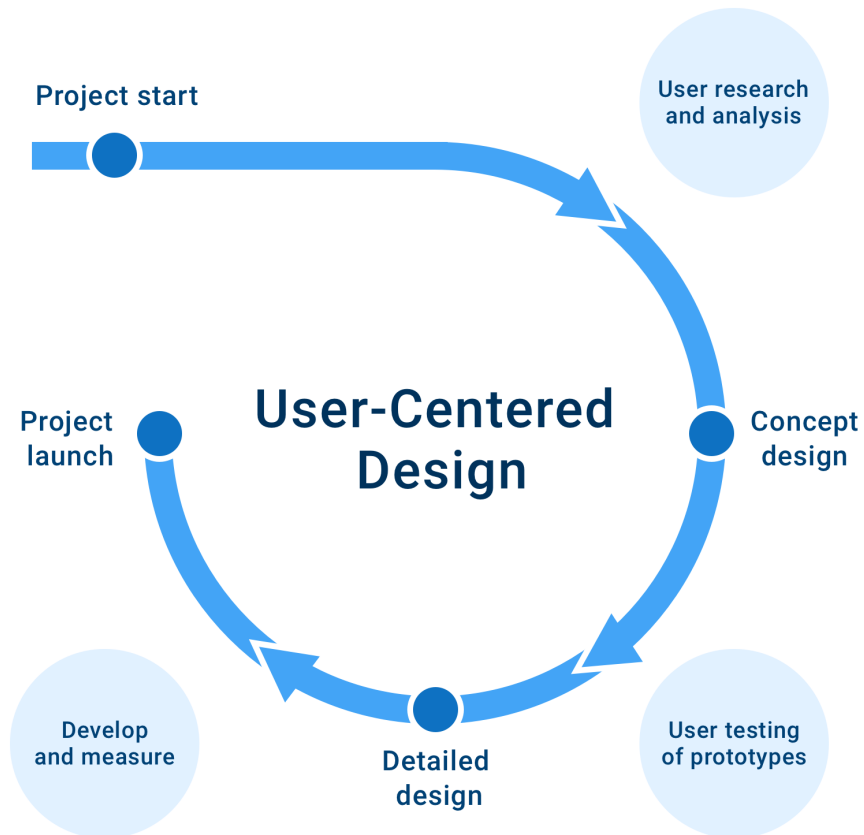 Project start
User research
and analysis
User-Centered
Design
Concept
design
Project
launch
User testing
of prototypes
Detailed
design
Develop
and measure